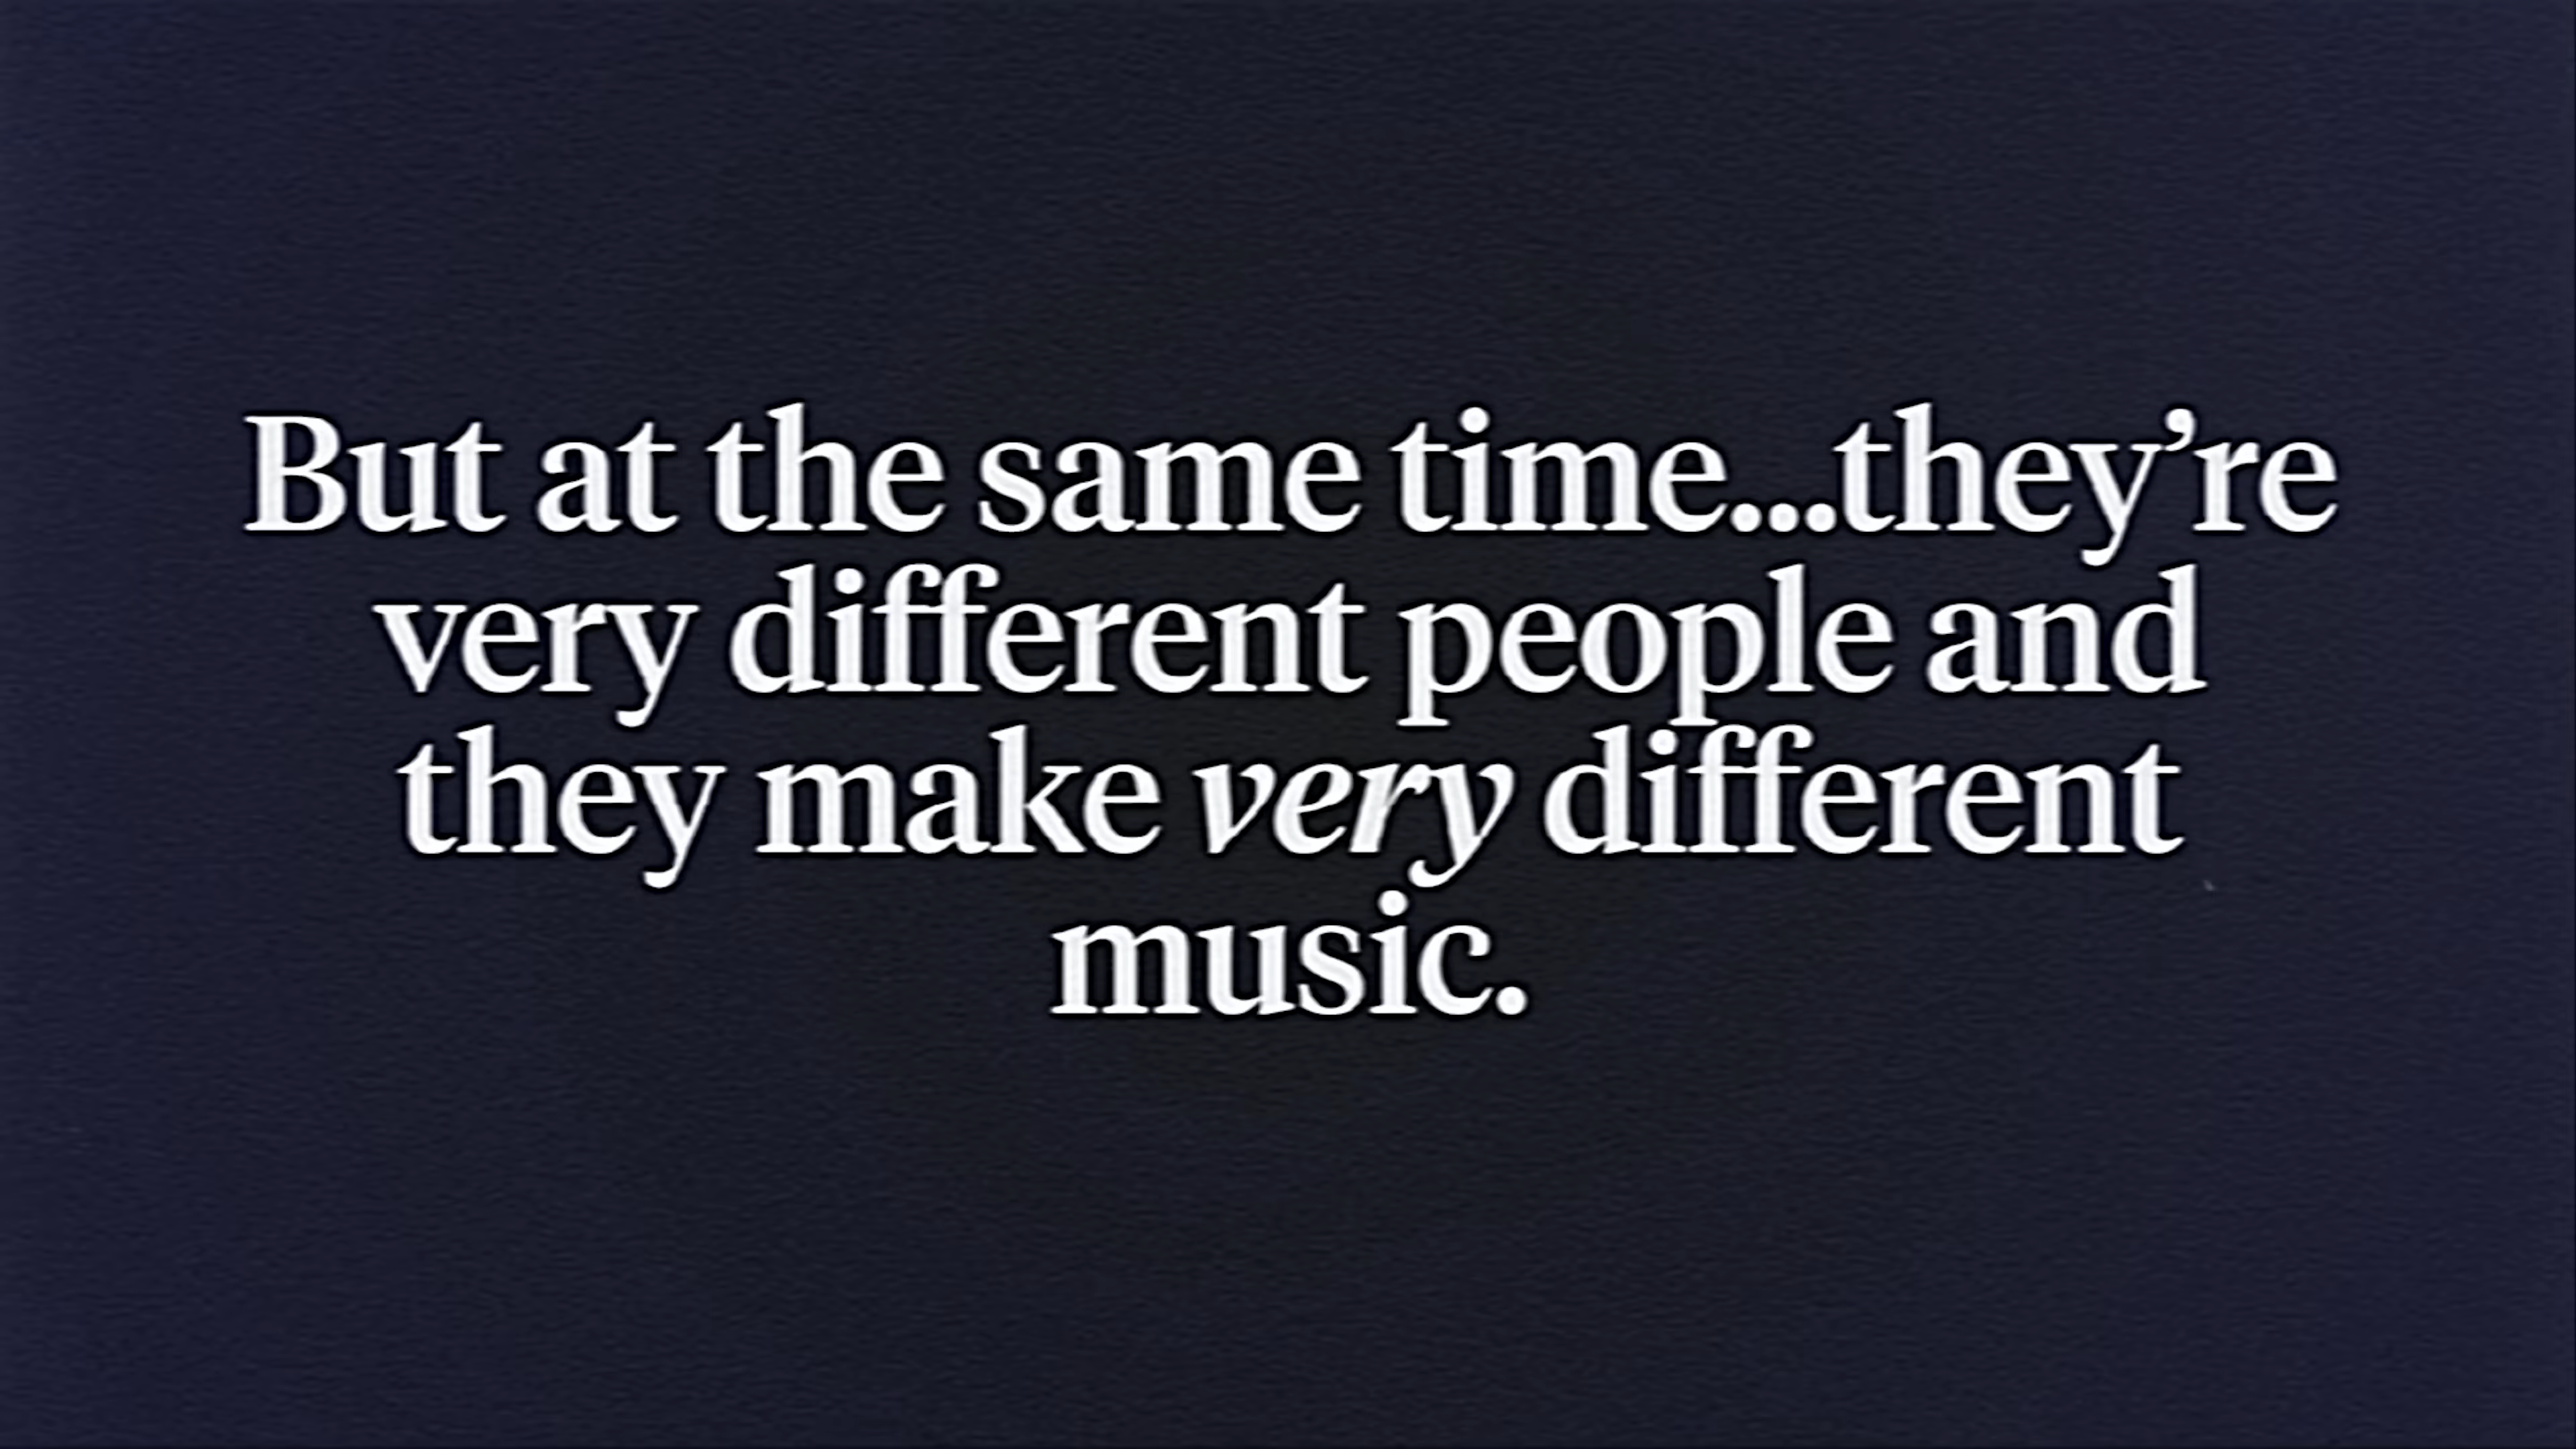 But at the same time...they’re
very different people and
they make very different
music.